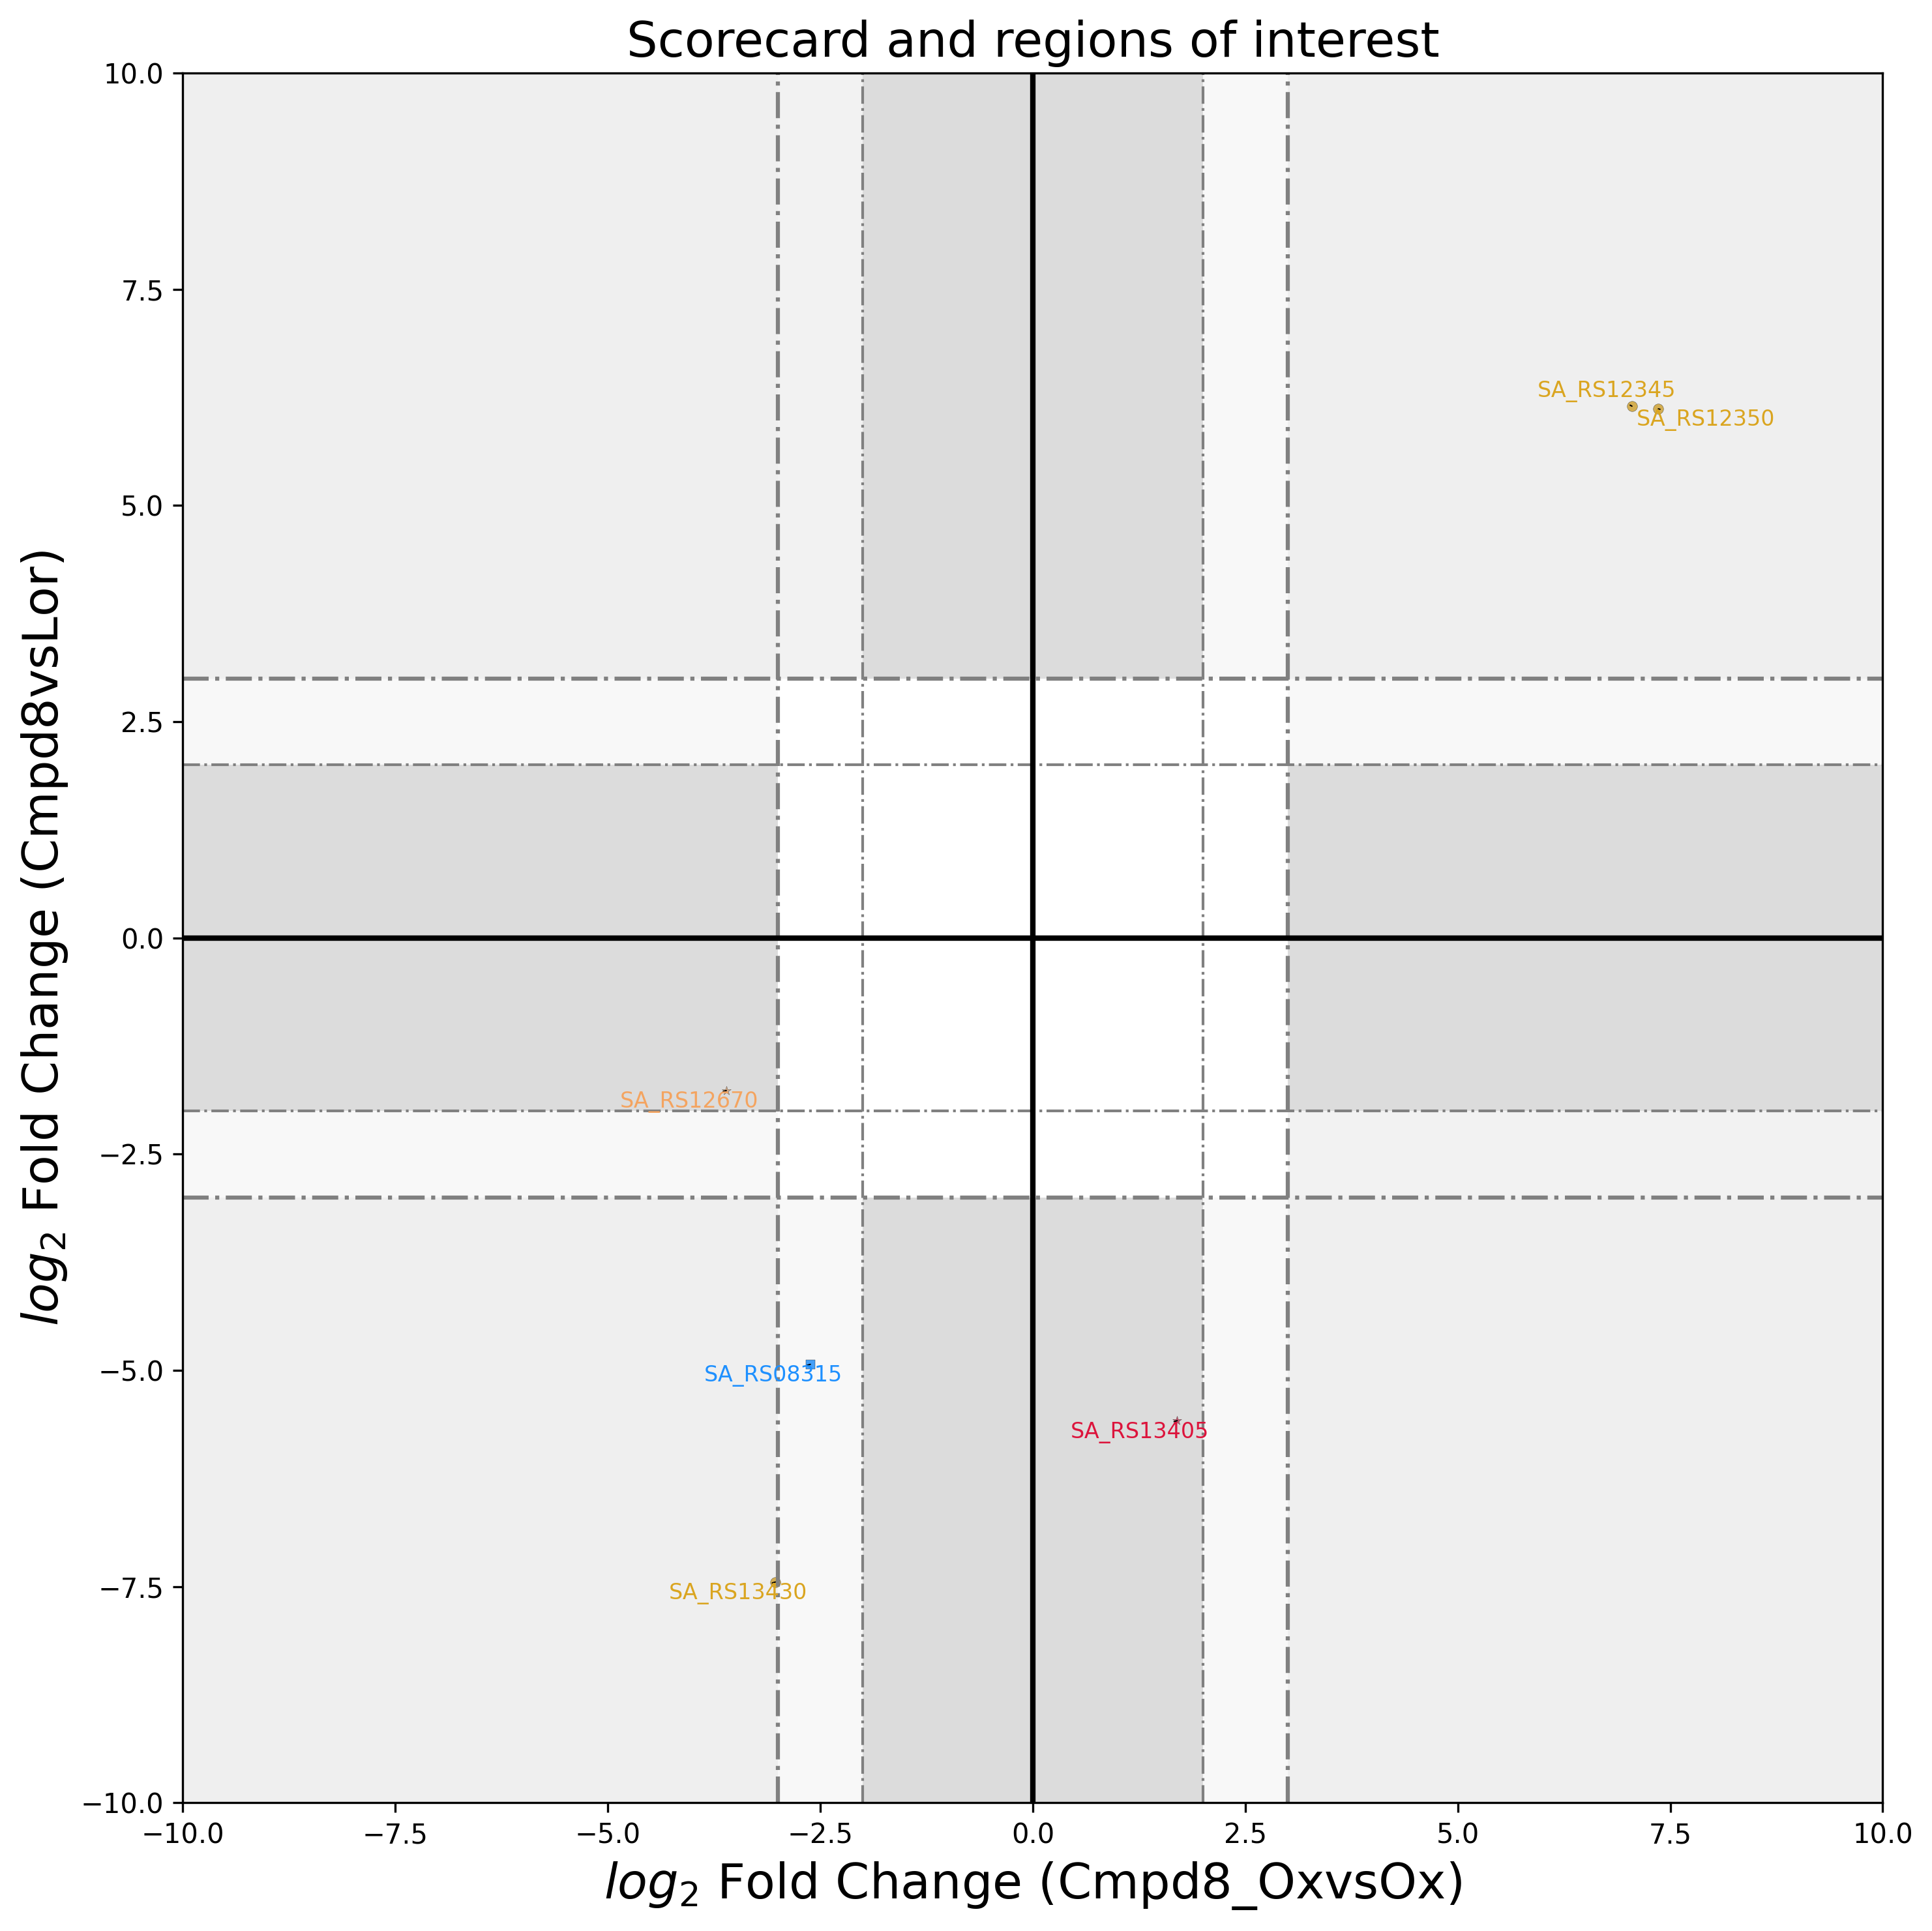 Scorecard and regions of interest
10.0
7.5
5.0
2.5
0.0
−2.5
−5.0
−7.5
−10.0
log2 Fold Change (Cmpd8vsLor)
SA_RS12345
SA_RS12350
SA_RS12670
SA_RS08315
SA_RS13405
SA_RS13430
−10.0 −7.5 −5.0 −2.5 0.0 2.5 5.0 7.5 10.0
log2 Fold Change (Cmpd8_OxvsOx)